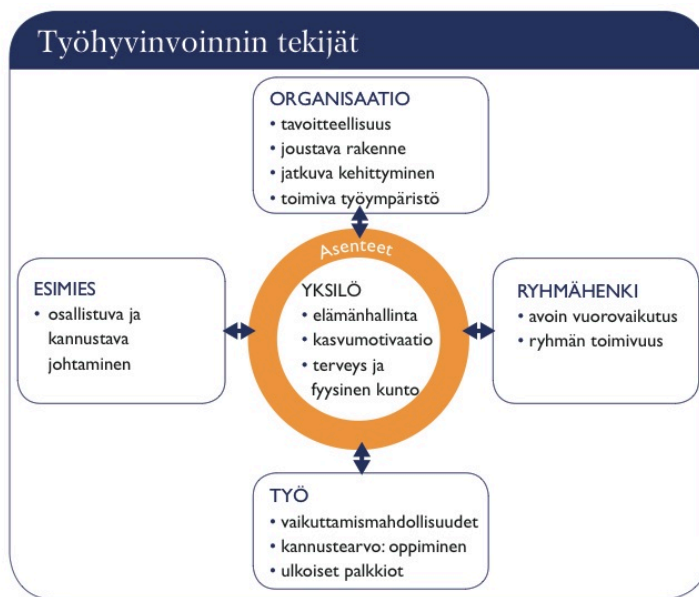 Työhyvinvoinnin tekijät
ORGANISAATIO
• tavoitteellisuus
• joustava rakenne
• jatkuva kehittyminen
• toimiva työympäristö
Asenteet
ESIMIES
• osallistuva ja
kannustava
johtaminen
YKSILÖ
• elämänhallinta
• kasvumotivaatio
• terveys ja
fyysinen kunto
RYHMÄHENKI
• avoin vuorovaikutus
• ryhmän toimivuus
TYÖ
• vaikuttamismahdollisuudet
• kannustearvo: oppiminen
• ulkoiset palkkiot